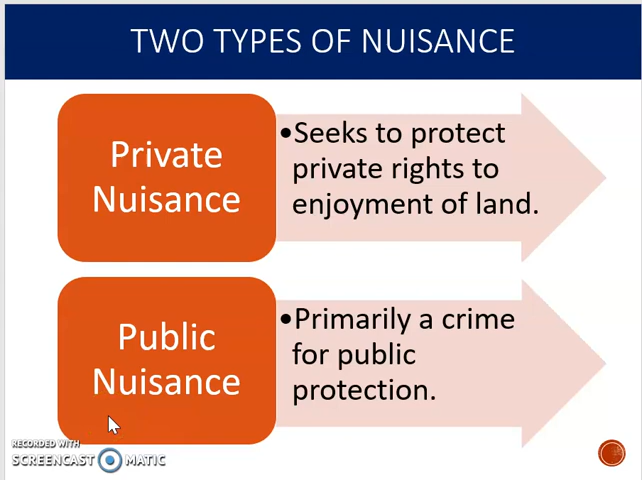 TWO TYPES OF NUISANCE
Private
Nuisance
•Seeks to protect
private rights to
enjoyment of land.
Public
Nuisance
•Primarily a crime
for public
protection.
RECORDED WITH
SCREENCAST MATIC